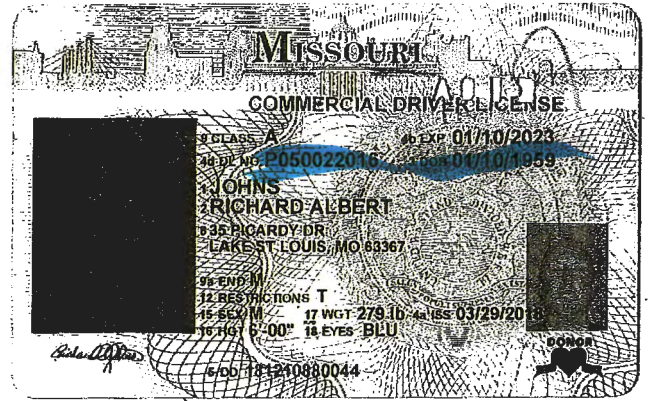 MISSOURI
COMMERCIAL DRIVER LICENSE
9 CLASS A 4b EXP 01/10/2023
4d DL NO. P050022016 3 DOB 01/10/1959
1 JOHNS
2 RICHARD ALBERT
8 35 PICARDY DR
LAKE ST LOUIS, MO 63367
9a END M
12 RESTRICTIONS T
15 SEX M 17 WGT 279 lb 4a ISS 03/29/2018
16 HGT 6'-00" 18 EYES BLU
DONOR
5 DD 181210880044